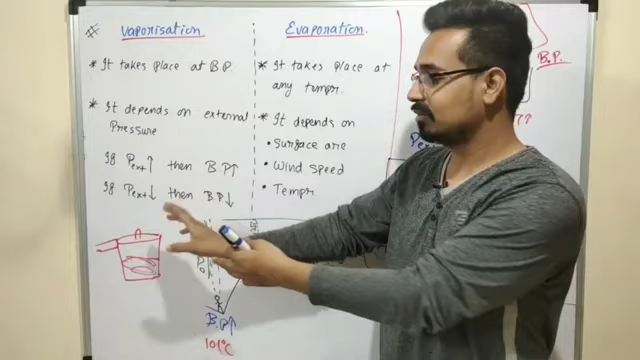 Vaporisation
* It takes place at B.P.
* It depends on external
Pressure
If Pext↑ then B.P↑
If Pext↓ then B.P↓
Evaporation.
* It takes place at
any tempr.
* It depends on
• Surface are
• Wind speed
• Tempr
B.P↑
101°C
B.P.